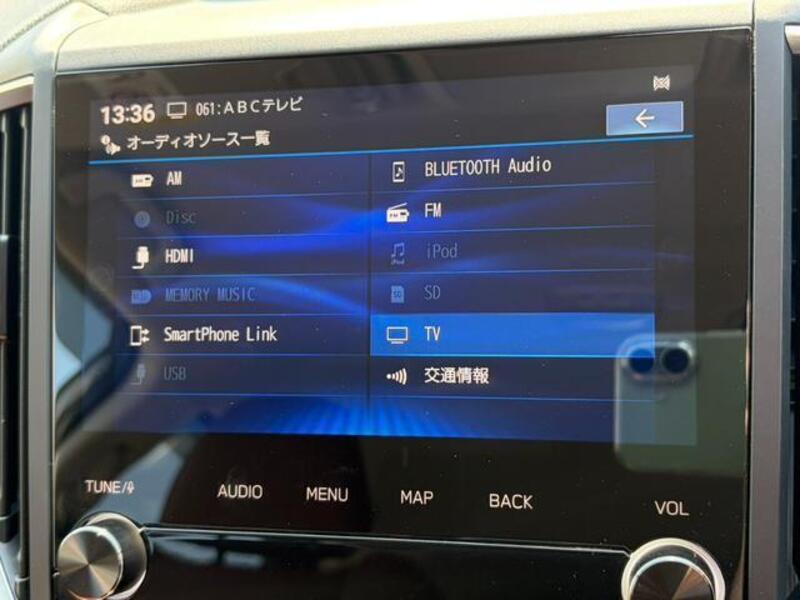 13:36 061:ABCテレビ
オーディオソース一覧
AM
BLUETOOTH Audio
Disc
FM
HDMI
iPod
MEMORY MUSIC
SD
SmartPhone Link
TV
USB
交通情報
TUNE/
AUDIO
MENU
MAP
BACK
VOL